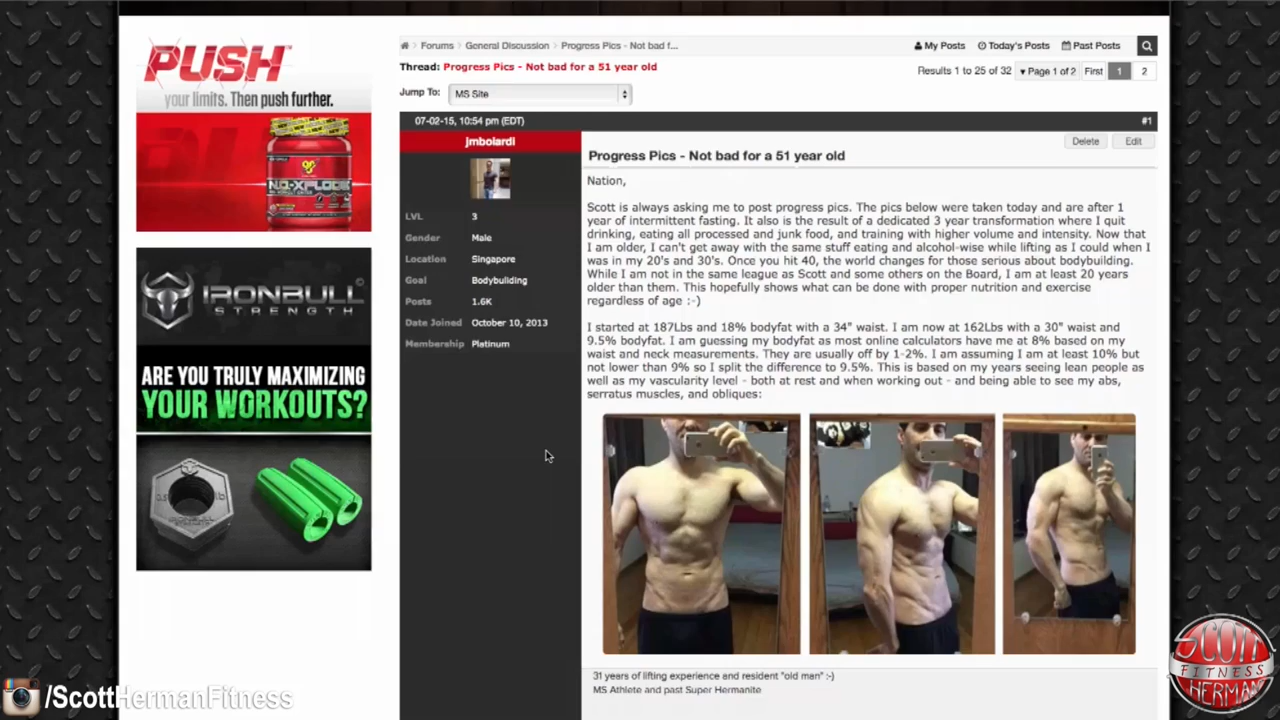 PUSH
your limits. Then push further.
N.O.-XPLODE
IRONBULL
STRENGTH
ARE YOU TRULY MAXIMIZING
YOUR WORKOUTS?
Forums > General Discussion > Progress Pics - Not bad f...
My Posts Today's Posts Past Posts
Thread: Progress Pics - Not bad for a 51 year old
Results 1 to 25 of 32 Page 1 of 2 First 1 2
Jump To: MS Site
07-02-15, 10:54 pm (EDT) #1
jmboiardi
LVL 3
Gender Male
Location Singapore
Goal Bodybuilding
Posts 1.6K
Date Joined October 10, 2013
Membership Platinum
Delete Edit
Progress Pics - Not bad for a 51 year old
Nation,
Scott is always asking me to post progress pics. The pics below were taken today and are after 1
year of intermittent fasting. It also is the result of a dedicated 3 year transformation where I quit
drinking, eating all processed and junk food, and training with higher volume and intensity. Now that
I am older, I can't get away with the same stuff eating and alcohol-wise while lifting as I could when I
was in my 20's and 30's. Once you hit 40, the world changes for those serious about bodybuilding.
While I am not in the same league as Scott and some others on the Board, I am at least 20 years
older than them. This hopefully shows what can be done with proper nutrition and exercise
regardless of age :-)
I started at 187Lbs and 18% bodyfat with a 34" waist. I am now at 162Lbs with a 30" waist and
9.5% bodyfat. I am guessing my bodyfat as most online calculators have me at 8% based on my
waist and neck measurements. They are usually off by 1-2%. I am assuming I am at least 10% but
not lower than 9% so I split the difference to 9.5%. This is based on my years seeing lean people as
well as my vascularity level - both at rest and when working out - and being able to see my abs,
serratus muscles, and obliques:
31 years of lifting experience and resident "old man" :-)
MS Athlete and past Super Hermanite
/ScottHermanFitness
SCOTT
FITNESS
HERMAN